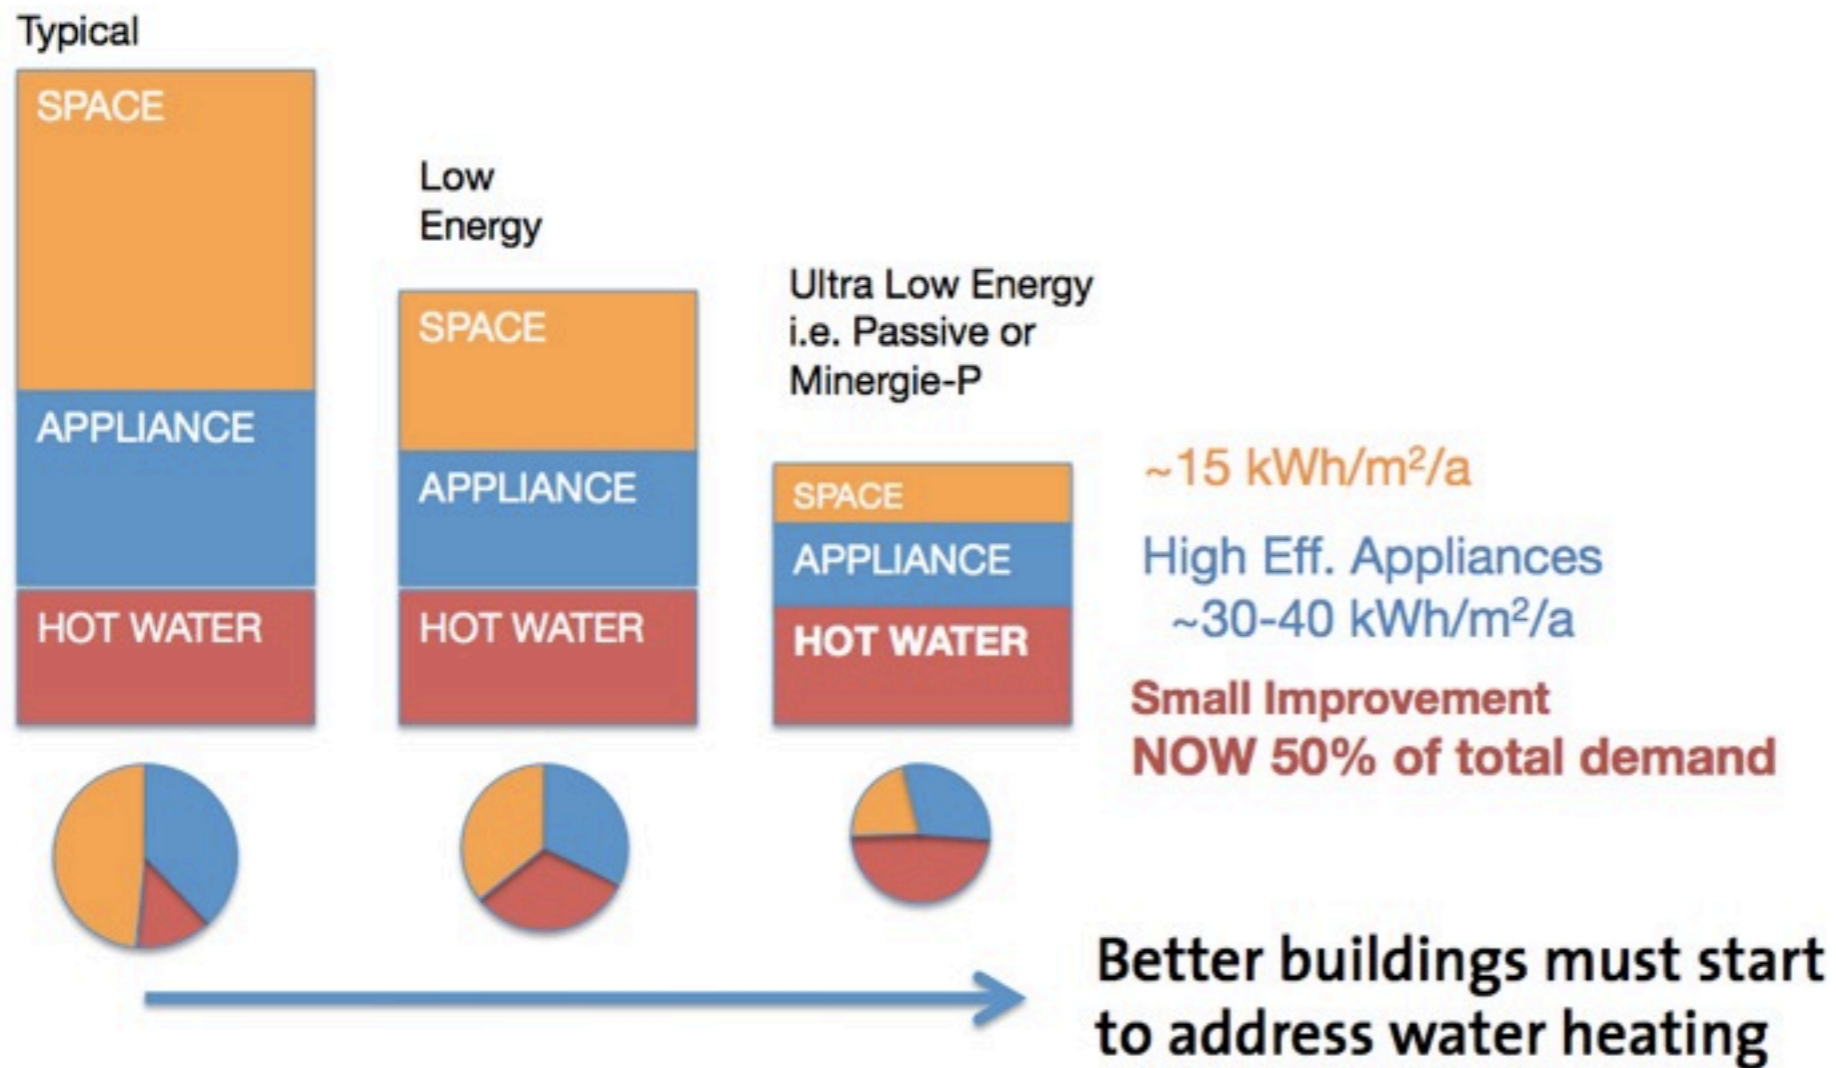 Typical
SPACE
APPLIANCE
HOT WATER
Low
Energy
SPACE
APPLIANCE
HOT WATER
Ultra Low Energy
i.e. Passive or
Minergie-P
SPACE
APPLIANCE
HOT WATER
~15 kWh/m²/a
High Eff. Appliances
~30-40 kWh/m²/a
Small Improvement
NOW 50% of total demand
Better buildings must start
to address water heating